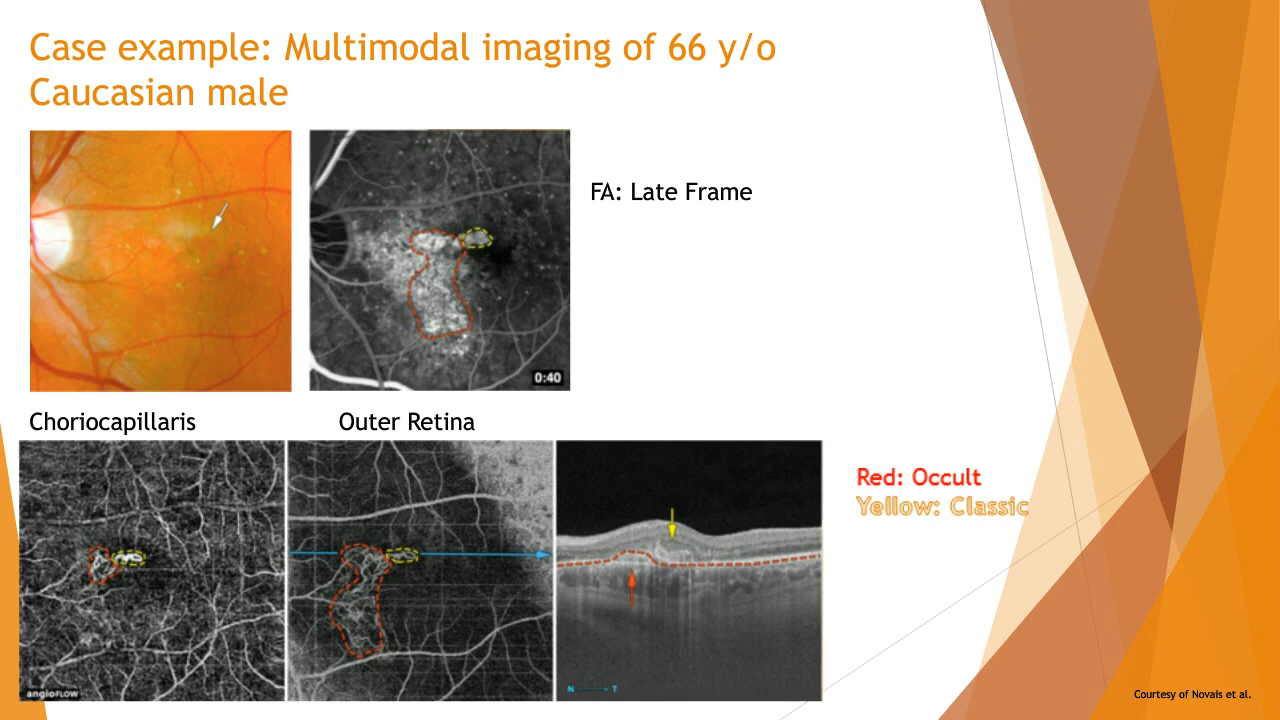 Case example: Multimodal imaging of 66 y/o
Caucasian male
FA: Late Frame
0:40
Choriocapillaris
Outer Retina
angioFLOW
N
T
Red: Occult
Yellow: Classic
Courtesy of Novais et al.